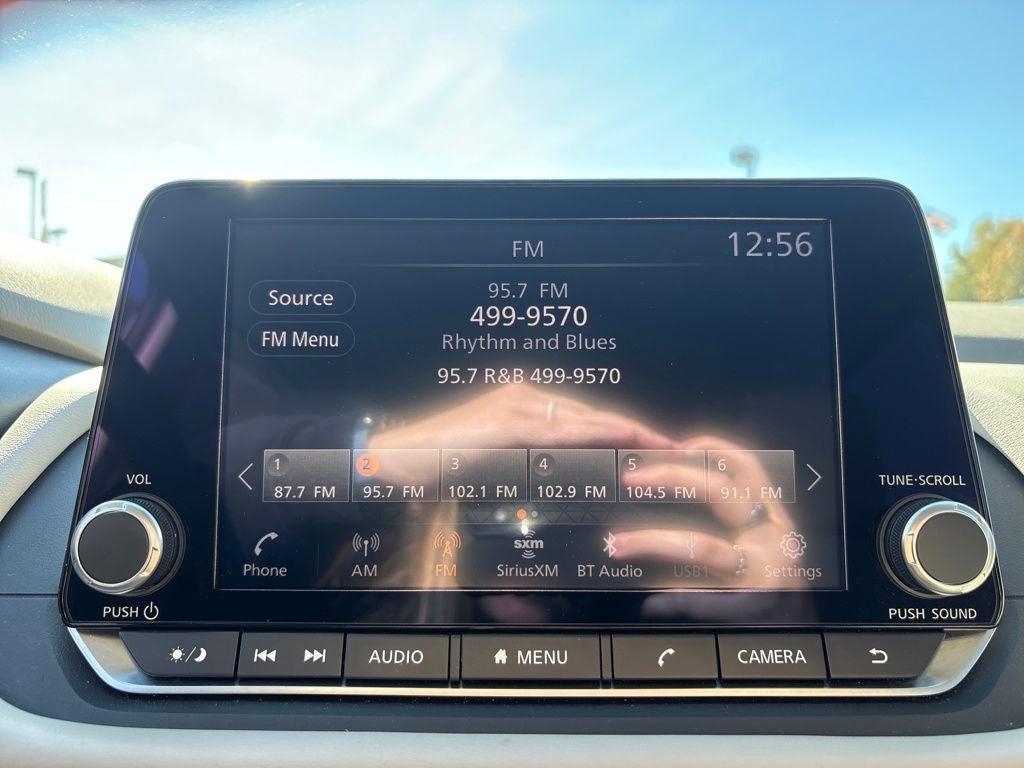 FM
12:56
Source
95.7 FM
499-9570
FM Menu
Rhythm and Blues
95.7 R&B 499-9570
1 2 3 4 5 6
87.7 FM 95.7 FM 102.1 FM 102.9 FM 104.5 FM 91.1 FM
VOL
TUNE·SCROLL
sxm
Phone AM FM SiriusXM BT Audio USB1 Settings
PUSH
PUSH SOUND
AUDIO MENU CAMERA